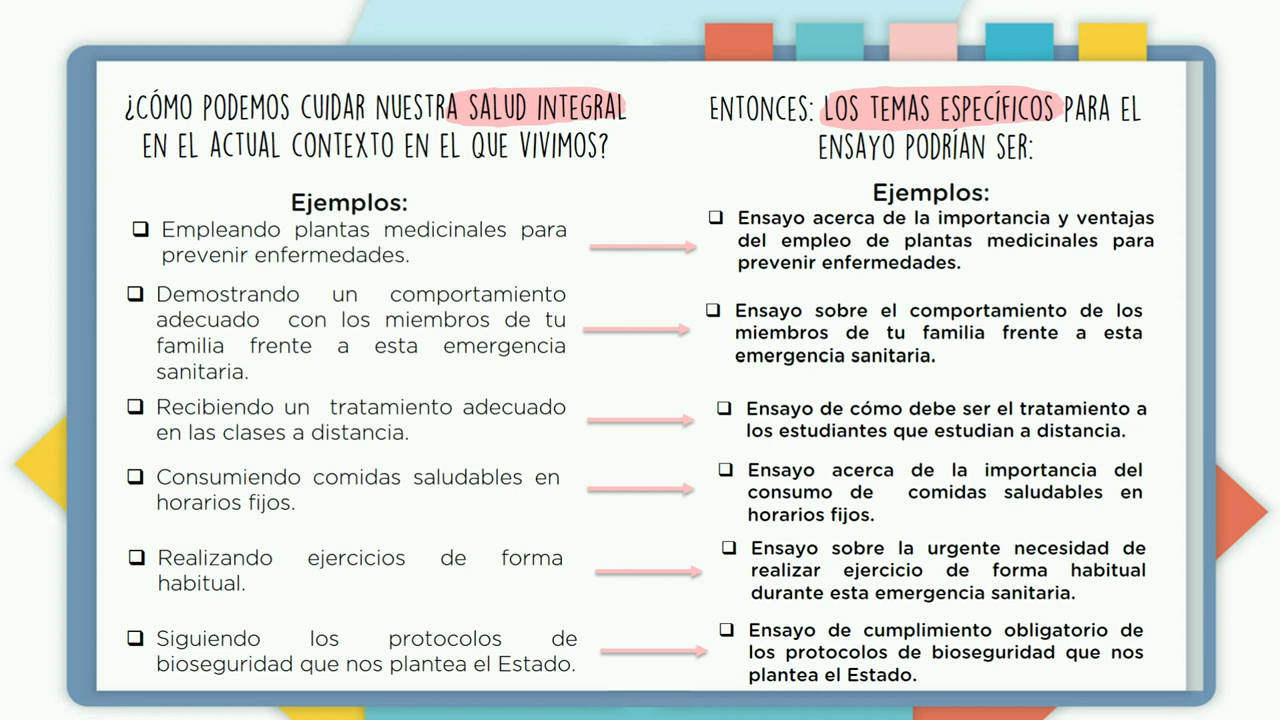 ¿CÓMO PODEMOS CUIDAR NUESTRA SALUD INTEGRAL
EN EL ACTUAL CONTEXTO EN EL QUE VIVIMOS?
Ejemplos:
Empleando plantas medicinales para
prevenir enfermedades.
Demostrando un comportamiento
adecuado con los miembros de tu
familia frente a esta emergencia
sanitaria.
Recibiendo un tratamiento adecuado
en las clases a distancia.
Consumiendo comidas saludables en
horarios fijos.
Realizando ejercicios de forma
habitual.
Siguiendo los protocolos de
bioseguridad que nos plantea el Estado.
ENTONCES: LOS TEMAS ESPECÍFICOS PARA EL
ENSAYO PODRÍAN SER:
Ejemplos:
Ensayo acerca de la importancia y ventajas
del empleo de plantas medicinales para
prevenir enfermedades.
Ensayo sobre el comportamiento de los
miembros de tu familia frente a esta
emergencia sanitaria.
Ensayo de cómo debe ser el tratamiento a
los estudiantes que estudian a distancia.
Ensayo acerca de la importancia del
consumo de comidas saludables en
horarios fijos.
Ensayo sobre la urgente necesidad de
realizar ejercicio de forma habitual
durante esta emergencia sanitaria.
Ensayo de cumplimiento obligatorio de
los protocolos de bioseguridad que nos
plantea el Estado.